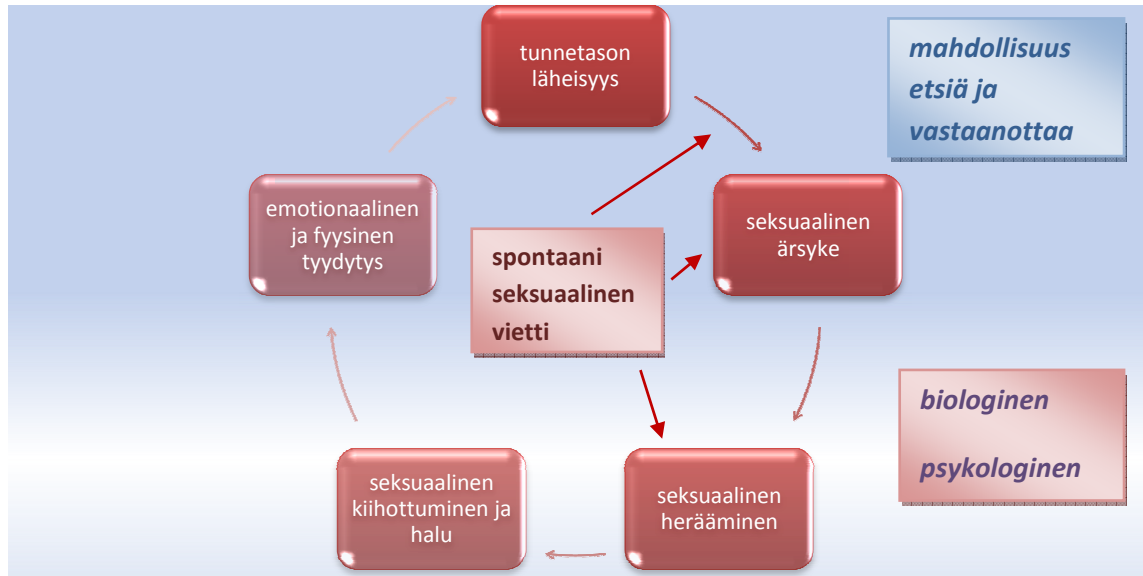 tunnetason
läheisyys
mahdollisuus
etsiä ja
vastaanottaa
emotionaalinen
ja fyysinen
tyydytys
seksuaalinen
ärsyke
spontaani
seksuaalinen
vietti
biologinen
psykologinen
seksuaalinen
kiihottuminen ja
halu
seksuaalinen
herääminen